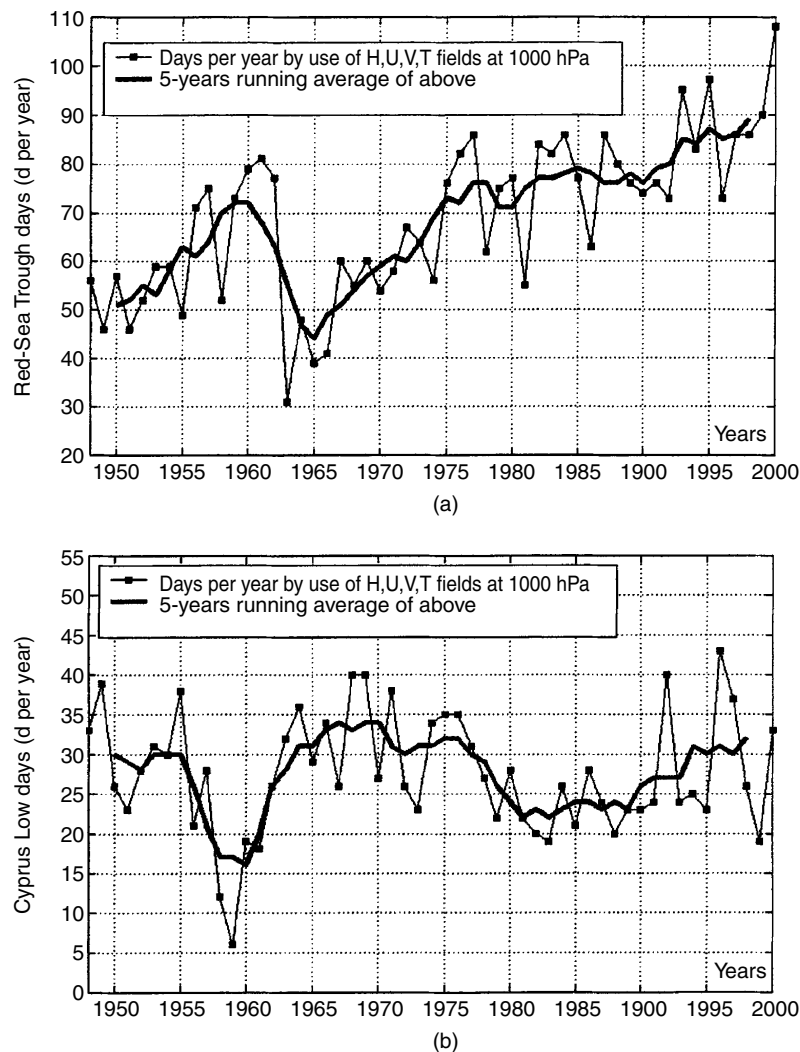 110
100
90
80
70
60
50
40
30
20
Red-Sea Trough days (d per year)
Days per year by use of H,U,V,T fields at 1000 hPa
5-years running average of above
Years
1950 1955 1960 1965 1970 1975 1980 1985 1900 1995 2000
(a)
55
50
45
40
35
30
25
20
15
10
5
0
Cyprus Low days (d per year)
Days per year by use of H,U,V,T fields at 1000 hPa
5-years running average of above
Years
1950 1955 1960 1965 1970 1975 1980 1985 1900 1995 2000
(b)